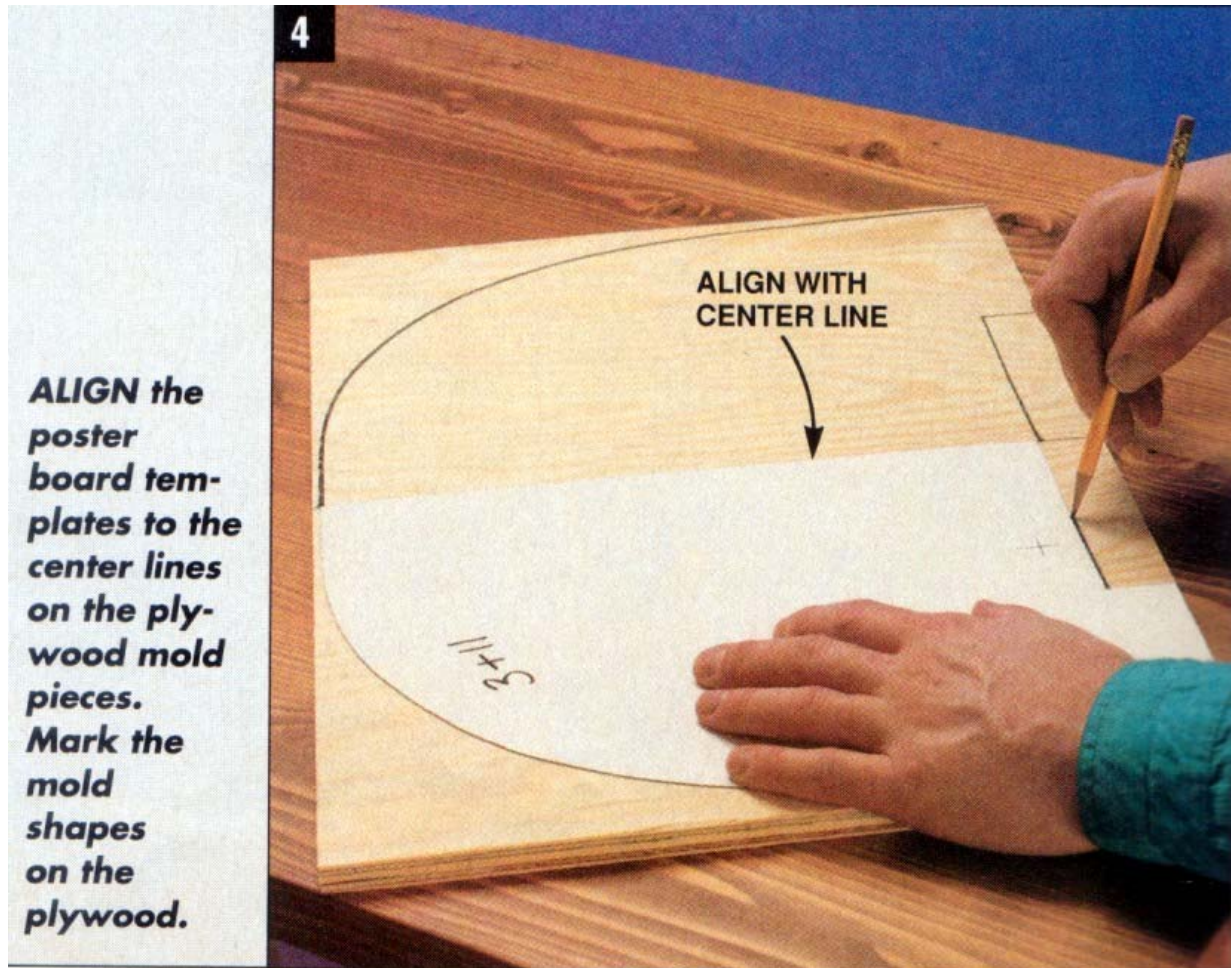 4
ALIGN the
poster
board tem-
plates to the
center lines
on the ply-
wood mold
pieces.
Mark the
mold
shapes
on the
plywood.
ALIGN WITH
CENTER LINE
3+11